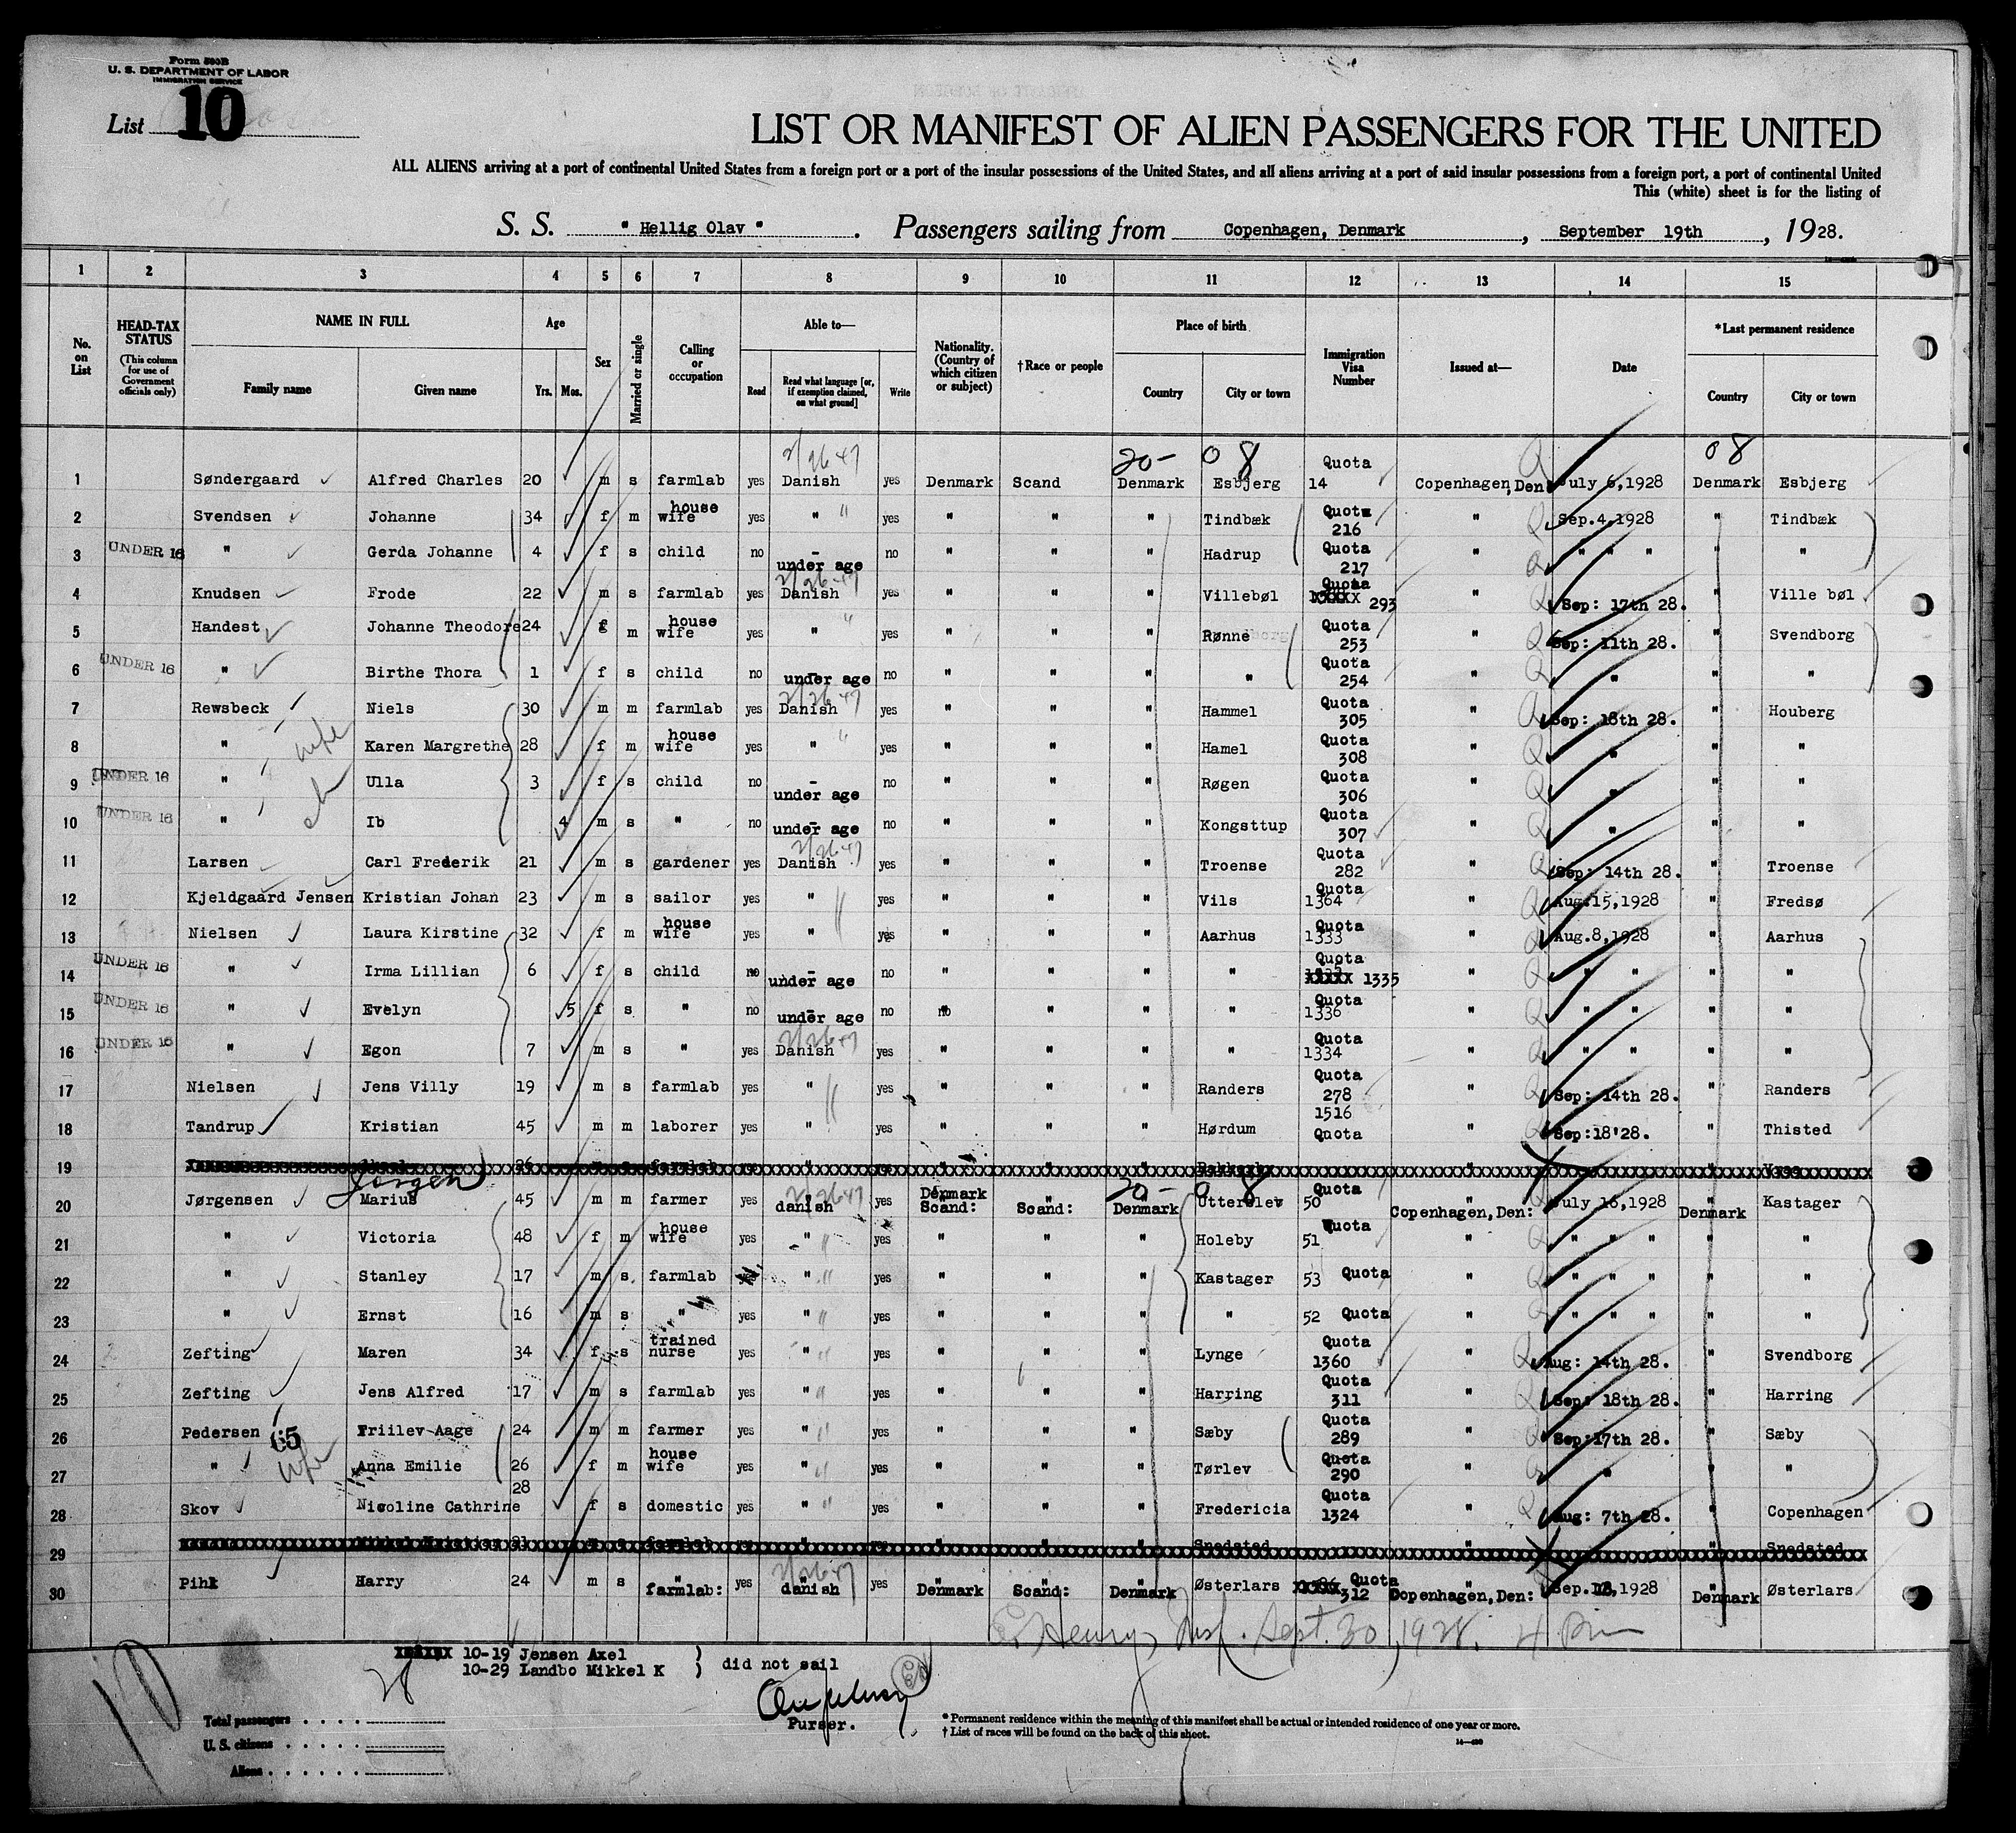 Form 500B
U. S. DEPARTMENT OF LABOR
IMMIGRATION SERVICE
List 10
LIST OR MANIFEST OF ALIEN PASSENGERS FOR THE UNITED
ALL ALIENS arriving at a port of continental United States from a foreign port or a port of the insular possessions of the United States, and all aliens arriving at a port of said insular possessions from a foreign port, a port of continental United
This (white) sheet is for the listing of
S. S. " Hellig Olav " . Passengers sailing from Copenhagen, Denmark , September 19th , 1928.
1 2 3 4 5 6 7 8 9 10 11 12 13 14 15
No. on List
HEAD-TAX STATUS
(This column for use of Government officials only)
NAME IN FULL
Family name Given name
Age
Yrs. Mos.
Sex
Married or single
Calling or occupation
Able to—
Read
Read what language [or, if exemption claimed, on what ground]
Write
Nationality. (Country of which citizen or subject)
†Race or people
Place of birth
Country City or town
Immigration Visa Number
Issued at—
Date
*Last permanent residence
Country City or town
20- 08 08
1 Søndergaard Alfred Charles 20 m s farmlab yes Danish yes Denmark Scand Denmark Esbjerg Quota 14 Copenhagen, Den July 6,1928 Denmark Esbjerg
2 Svendsen Johanne 34 f m house wife yes " yes " " " Tindbæk Quota 216 " Sep.4,1928 " Tindbæk
3 UNDER 16 " Gerda Johanne 4 f s child no - under age no " " " Hadrup Quota 217 " " " " " "
4 Knudsen Frode 22 m s farmlab yes Danish yes " " " Villebøl Quota XXXXX 293 " Sep: 17th 28. " Ville bøl
5 Handest Johanne Theodore 24 f m house wife yes " yes " " " Rønne Quota 253 " Sep: 11th 28. " Svendborg
6 UNDER 16 " Birthe Thora 1 f s child no under age no " " " " Quota 254 " " " "
7 Rewsbeck Niels 30 m m farmlab yes Danish yes " " " Hammel Quota 305 " Sep: 18th 28. " Houberg
8 " wife Karen Margrethe 28 f m house wife yes " yes " " " Hamel Quota 308 " " " "
9 UNDER 16 " ch Ulla 3 f s child no - under age no " " " Røgen Quota 306 " " " "
10 UNDER 16 " Ib 4 m s " no - under age no " " " Kongsttup Quota 307 " " " "
11 Larsen Carl Frederik 21 m s gardener yes Danish yes " " " Troense Quota 282 " Sep: 14th 28. " Troense
12 Kjeldgaard Jensen Kristian Johan 23 m s sailor yes " yes " " " Vils Quota 1364 " Aug.15,1928 " Fredsø
13 Nielsen Laura Kirstine 32 f m house wife yes " yes " " " Aarhus Quota 1333 " Aug.8,1928 " Aarhus
14 UNDER 16 " Irma Lillian 6 f s child no - under age no " " " " Quota XXXXX 1335 " " " " "
15 UNDER 16 " Evelyn 5 f s " no - under age no " " " " Quota 1336 " " " " "
16 UNDER 16 " Egon 7 m s " yes Danish yes " " " " Quota 1334 " " " " "
17 Nielsen Jens Villy 19 m s farmlab yes " yes " " " Randers Quota 278 " Sep: 14th 28. " Randers
18 Tandrup Kristian 45 m m laborer yes " yes " " " Hørdum 1516 Quota " Sep:18'28. " Thisted
19
Jorgen 20- 08
20 Jørgensen Marius 45 m m farmer yes danish yes Denmark Scand: Scand: Denmark Utterslev Quota 50 Copenhagen, Den: July 16,1928 Denmark Kastager
21 " Victoria 48 f m house wife yes " yes " " " Holeby Quota 51 " " " " " "
22 " Stanley 17 m s. farmlab yes " yes " " " Kastager 53 Quota " " " " " "
23 " Ernst 16 m s " yes " yes " " " " 52 Quota " " " " " "
24 Zefting Maren 34 f s trained nurse yes " yes " " " Lynge Quota 1360 " Aug: 14th 28. " Svendborg
25 Zefting Jens Alfred 17 m s farmlab yes " yes " " " Harring Quota 311 " Sep: 18th 28. " Harring
26 Pedersen 65 Friilev Aage 24 m m farmer yes " yes " " " Sæby Quota 289 " Sep:17th 28. " Sæby
27 " wife Anna Emilie 26 f m house wife yes " yes " " " Tørlev Quota 290 " " " "
28 Skov Nicoline Cathrine 28 f s domestic yes " yes " " " Fredericia Quota 1324 " Aug: 7th 28. " Copenhagen
29
30 Pihl Harry 24 m s farmlab: yes danish yes Denmark Scand: Denmark Østerlars XXXXX Quota 312 Copenhagen, Den: Sep. ,1928 Denmark Østerlars
Henry, Insp. Sept. 30, 1928. 4 Pm
XXXXXX 10-19 Jensen Axel )
10-29 Landbo Mikkel K ) did not sail
28
10
Purser.
Total passengers
U. S. citizens
Aliens
* Permanent residence within the meaning of this manifest shall be actual or intended residence of one year or more.
† List of races will be found on the back of this sheet.